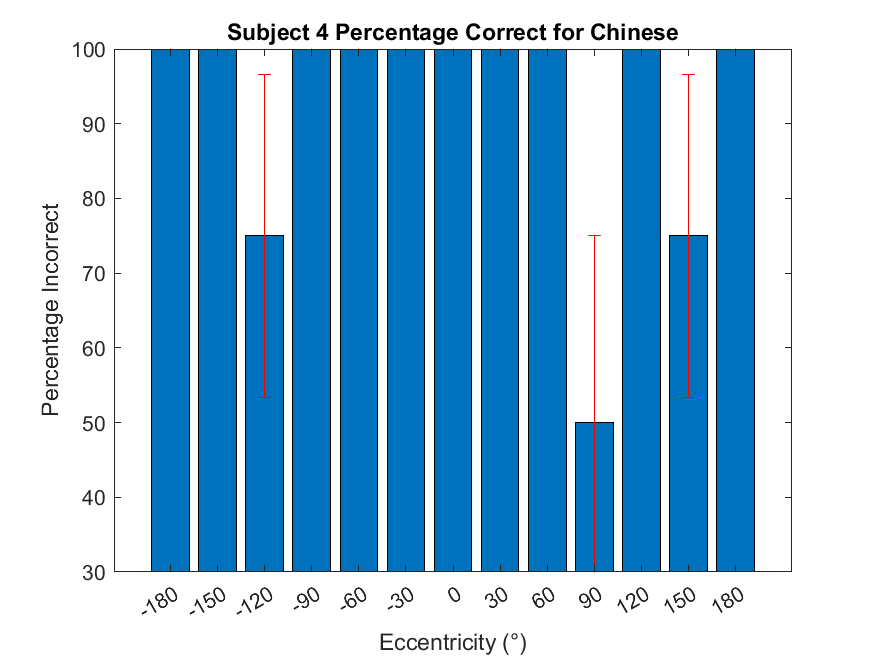 Subject 4 Percentage Correct for Chinese
100
90
80
70
60
50
40
30
Percentage Incorrect
-180 -150 -120 -90 -60 -30 0 30 60 90 120 150 180
Eccentricity (°)